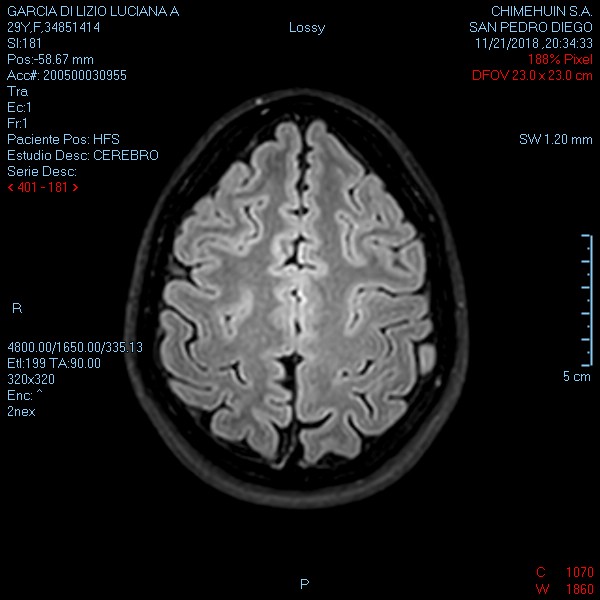 GARCIA DI LIZIO LUCIANA A
29Y,F,34851414
Sl:181
Pos:-58.67 mm
Acc#: 200500030955
Tra
Ec:1
Fr:1
Paciente Pos: HFS
Estudio Desc: CEREBRO
Serie Desc:
< 401 - 181 >
Lossy
CHIMEHUIN S.A.
SAN PEDRO DIEGO
11/21/2018 ,20:34:33
188% Pixel
DFOV 23.0 x 23.0 cm
SW 1.20 mm
R
4800.00/1650.00/335.13
Etl:199 TA:90.00
320x320
Enc: ^
2nex
5 cm
P
C 1070
W 1860